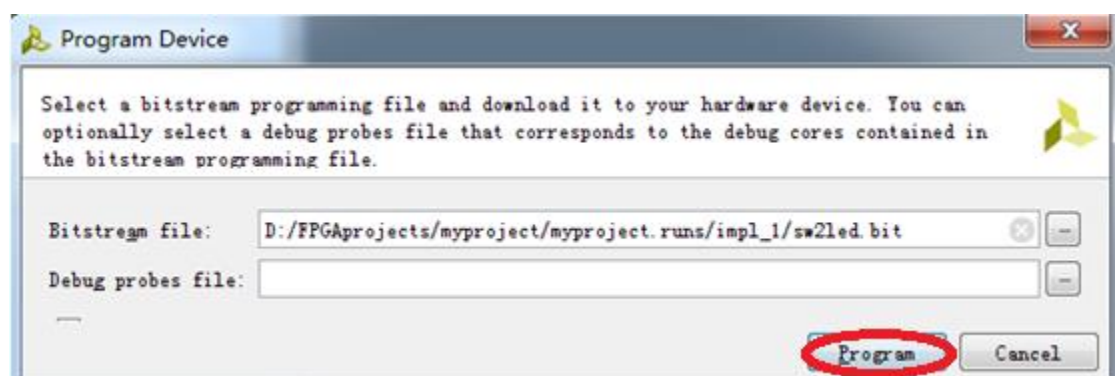 Program Device
Select a bitstream programming file and download it to your hardware device. You can
optionally select a debug probes file that corresponds to the debug cores contained in
the bitstream programming file.
Bitstream file: D:/FPGAprojects/myproject/myproject.runs/impl_1/sw2led.bit
Debug probes file:
Program Cancel